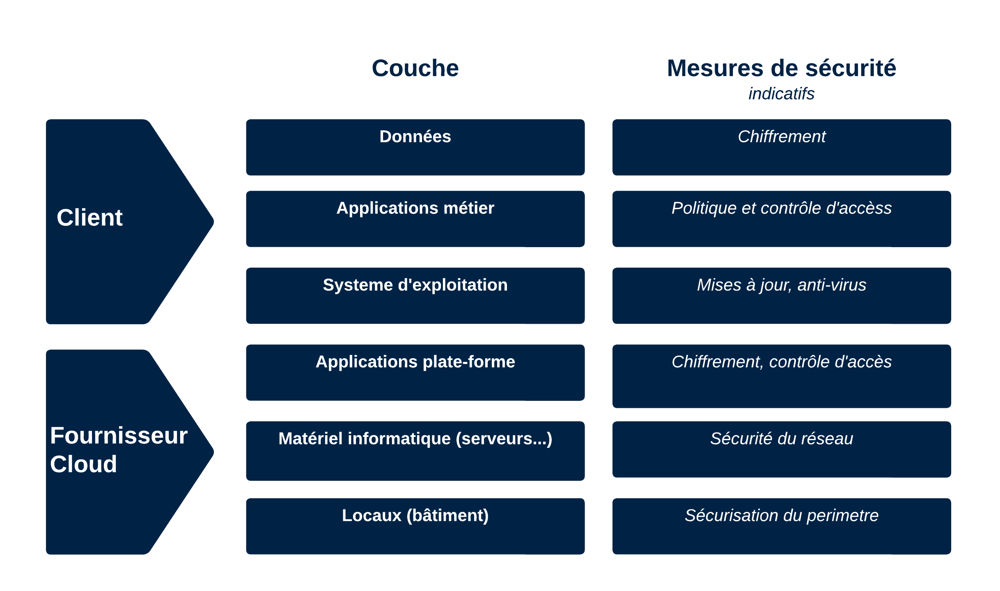 Couche
Mesures de sécurité
indicatifs
Client
Données
Chiffrement
Applications métier
Politique et contrôle d'accèss
Systeme d'exploitation
Mises à jour, anti-virus
Fournisseur
Cloud
Applications plate-forme
Chiffrement, contrôle d'accès
Matériel informatique (serveurs...)
Sécurité du réseau
Locaux (bâtiment)
Sécurisation du perimetre